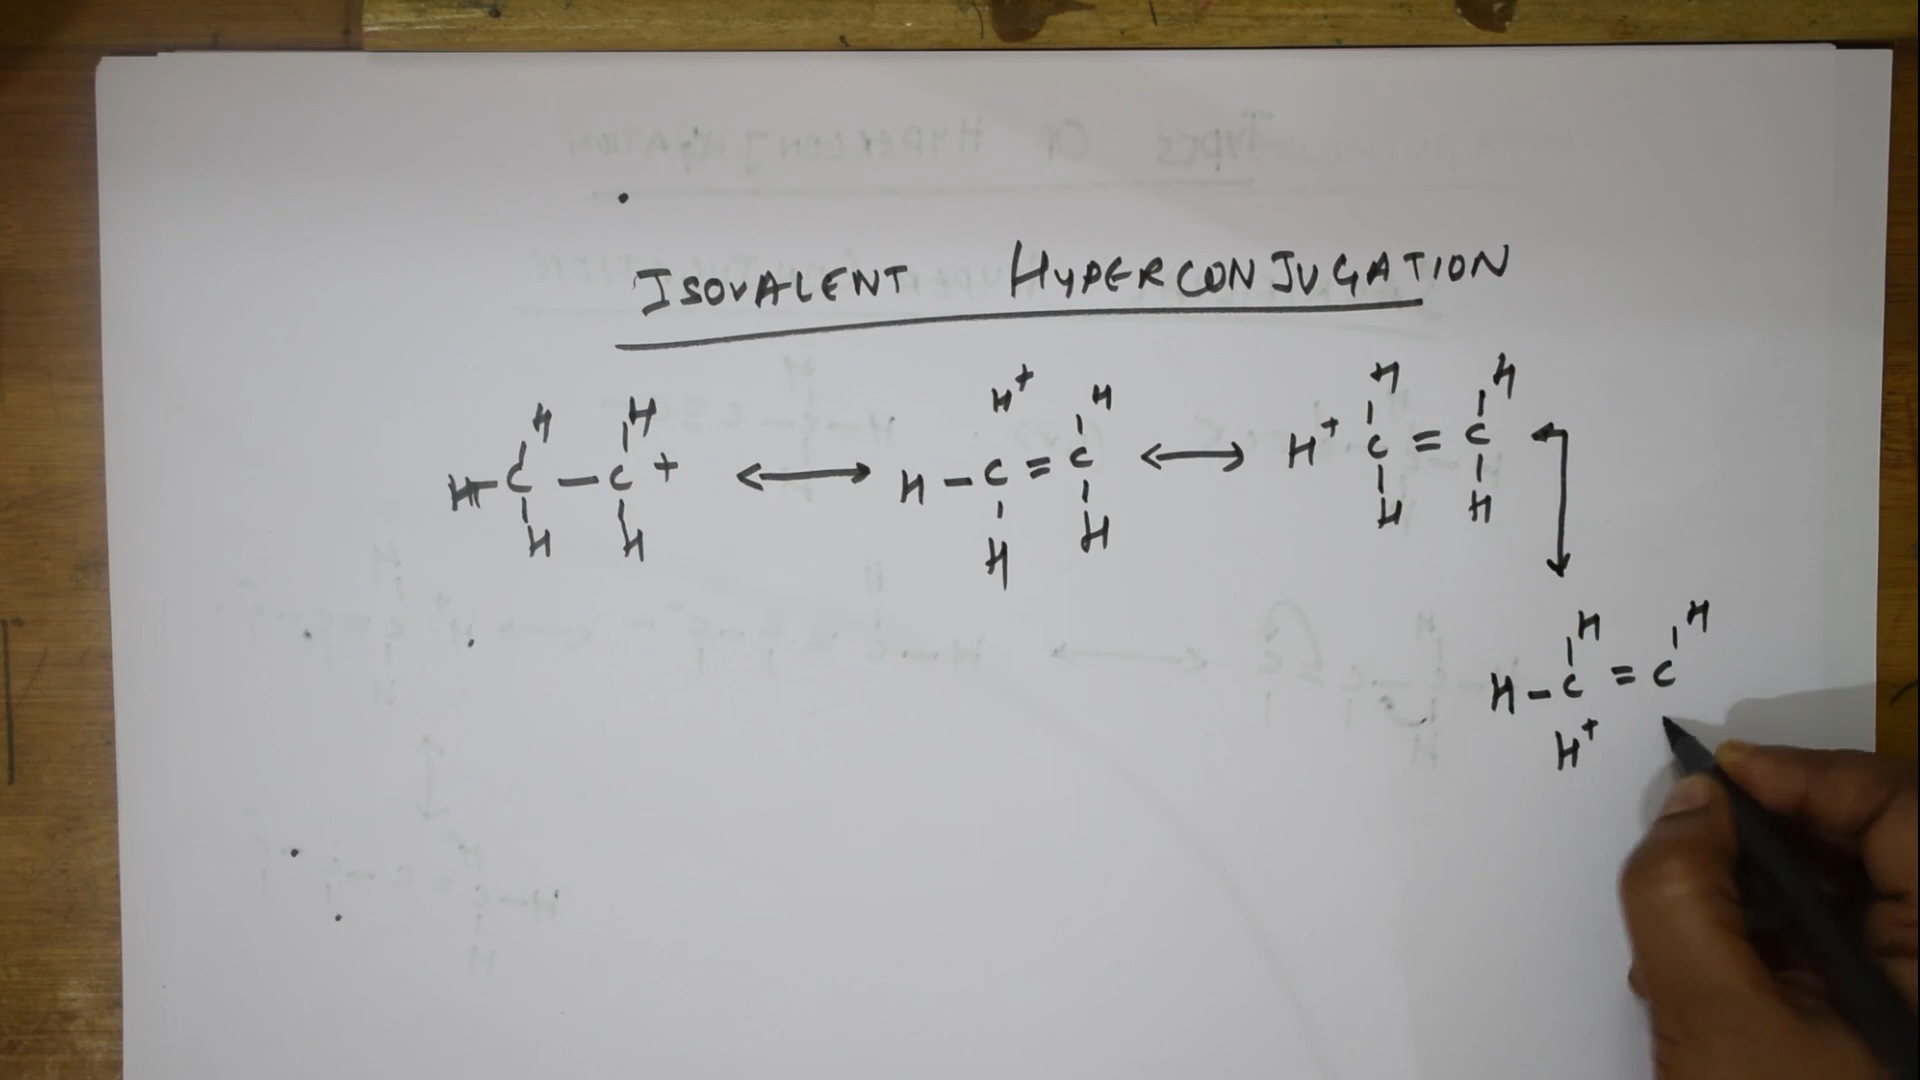 ISOVALENT HYPERCONJUGATION
H H H+ H H H
H-C-C+ ⟷ H-C=C ⟷ H+ C=C
H H H H H H
H H
H-C=C
H+